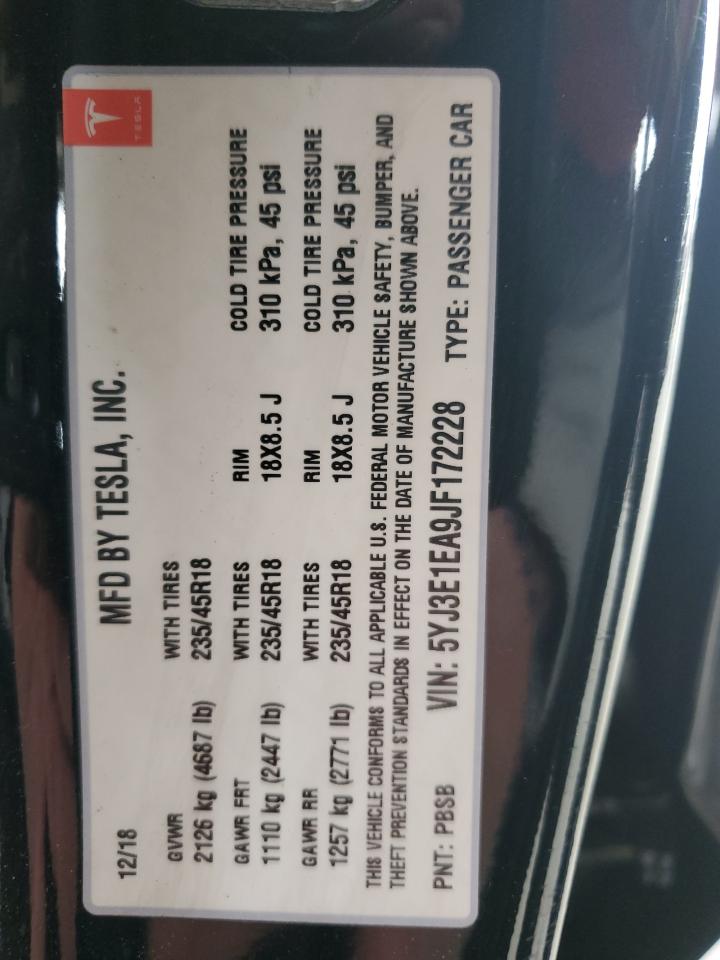 TESLA
12/18 MFD BY TESLA, INC.
GVWR WITH TIRES
2126 kg (4687 lb) 235/45R18
GAWR FRT WITH TIRES RIM COLD TIRE PRESSURE
1110 kg (2447 lb) 235/45R18 18X8.5 J 310 kPa, 45 psi
GAWR RR WITH TIRES RIM COLD TIRE PRESSURE
1257 kg (2771 lb) 235/45R18 18X8.5 J 310 kPa, 45 psi
THIS VEHICLE CONFORMS TO ALL APPLICABLE U.S. FEDERAL MOTOR VEHICLE SAFETY, BUMPER, AND
THEFT PREVENTION STANDARDS IN EFFECT ON THE DATE OF MANUFACTURE SHOWN ABOVE.
PNT: PBSB VIN: 5YJ3E1EA9JF172228 TYPE: PASSENGER CAR